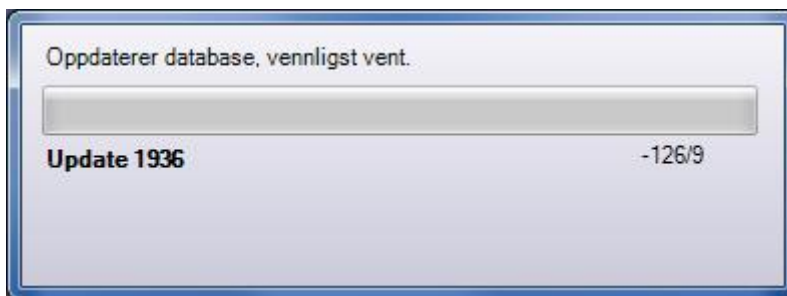 Oppdaterer database, vennligst vent.
Update 1936
-126/9